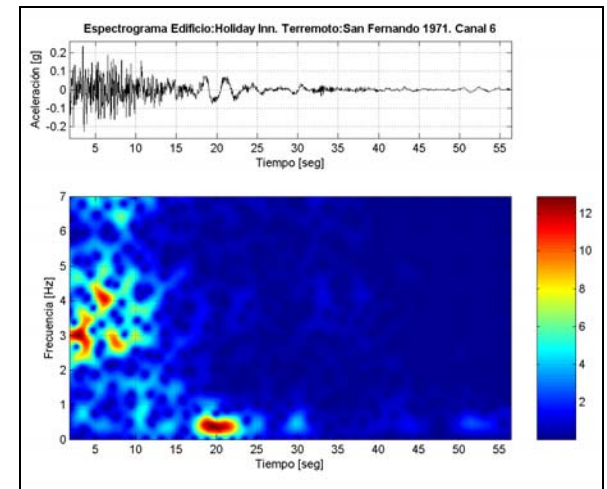 Espectrograma Edificio:Holiday Inn. Terremoto:San Fernando 1971. Canal 6
Aceleración [g]
0.2
0.1
0
-0.1
-0.2
5 10 15 20 25 30 35 40 45 50 55
Tiempo [seg]
Frecuencia [Hz]
7
6
5
4
3
2
1
0
5 10 15 20 25 30 35 40 45 50 55
Tiempo [seg]
12
10
8
6
4
2